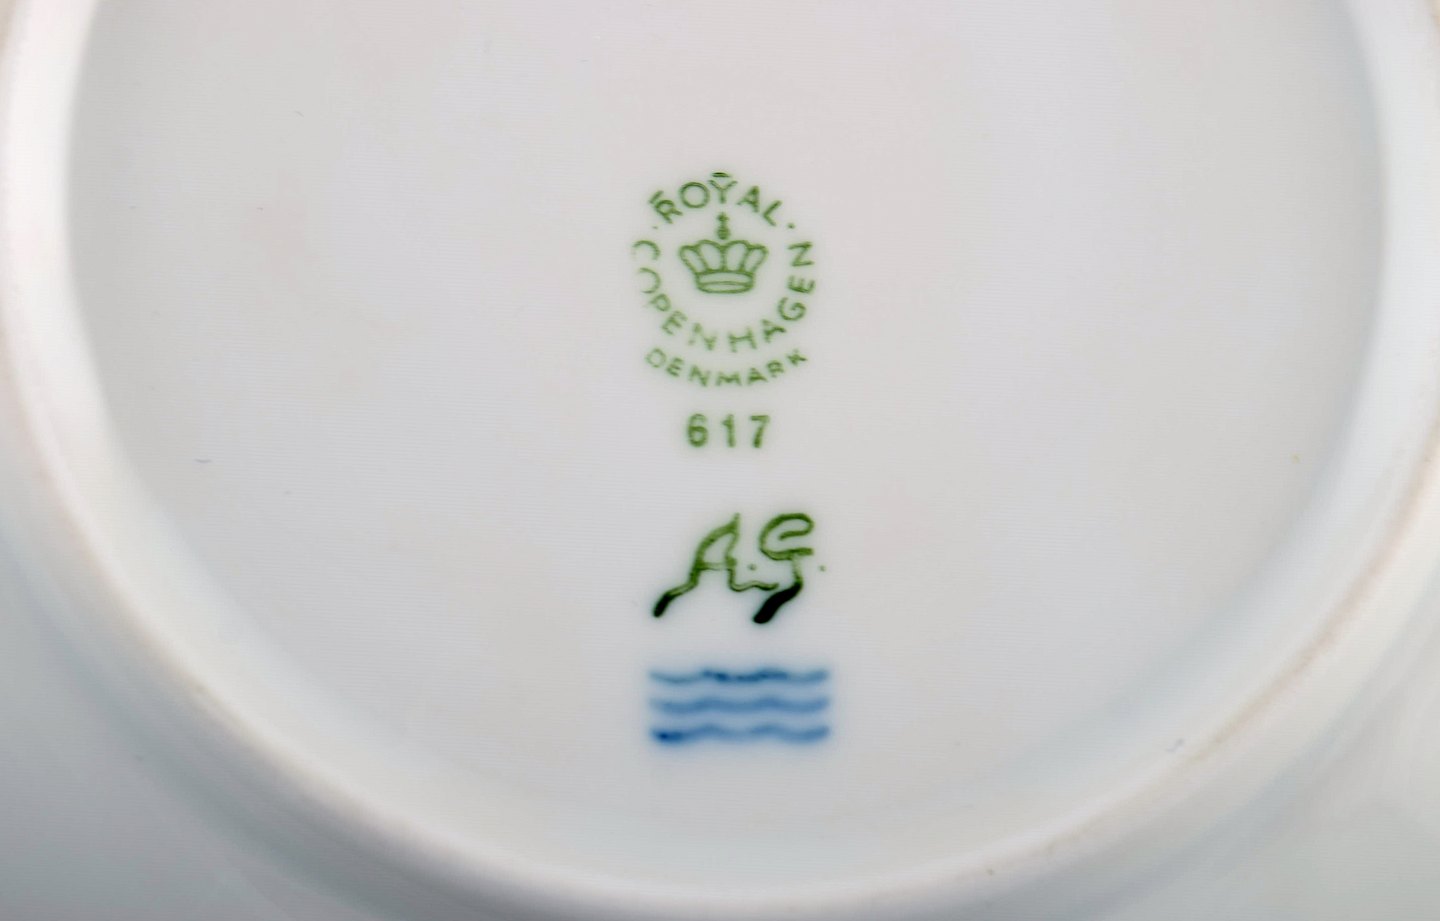 ROYAL
COPENHAGEN
DENMARK
617
A.G.